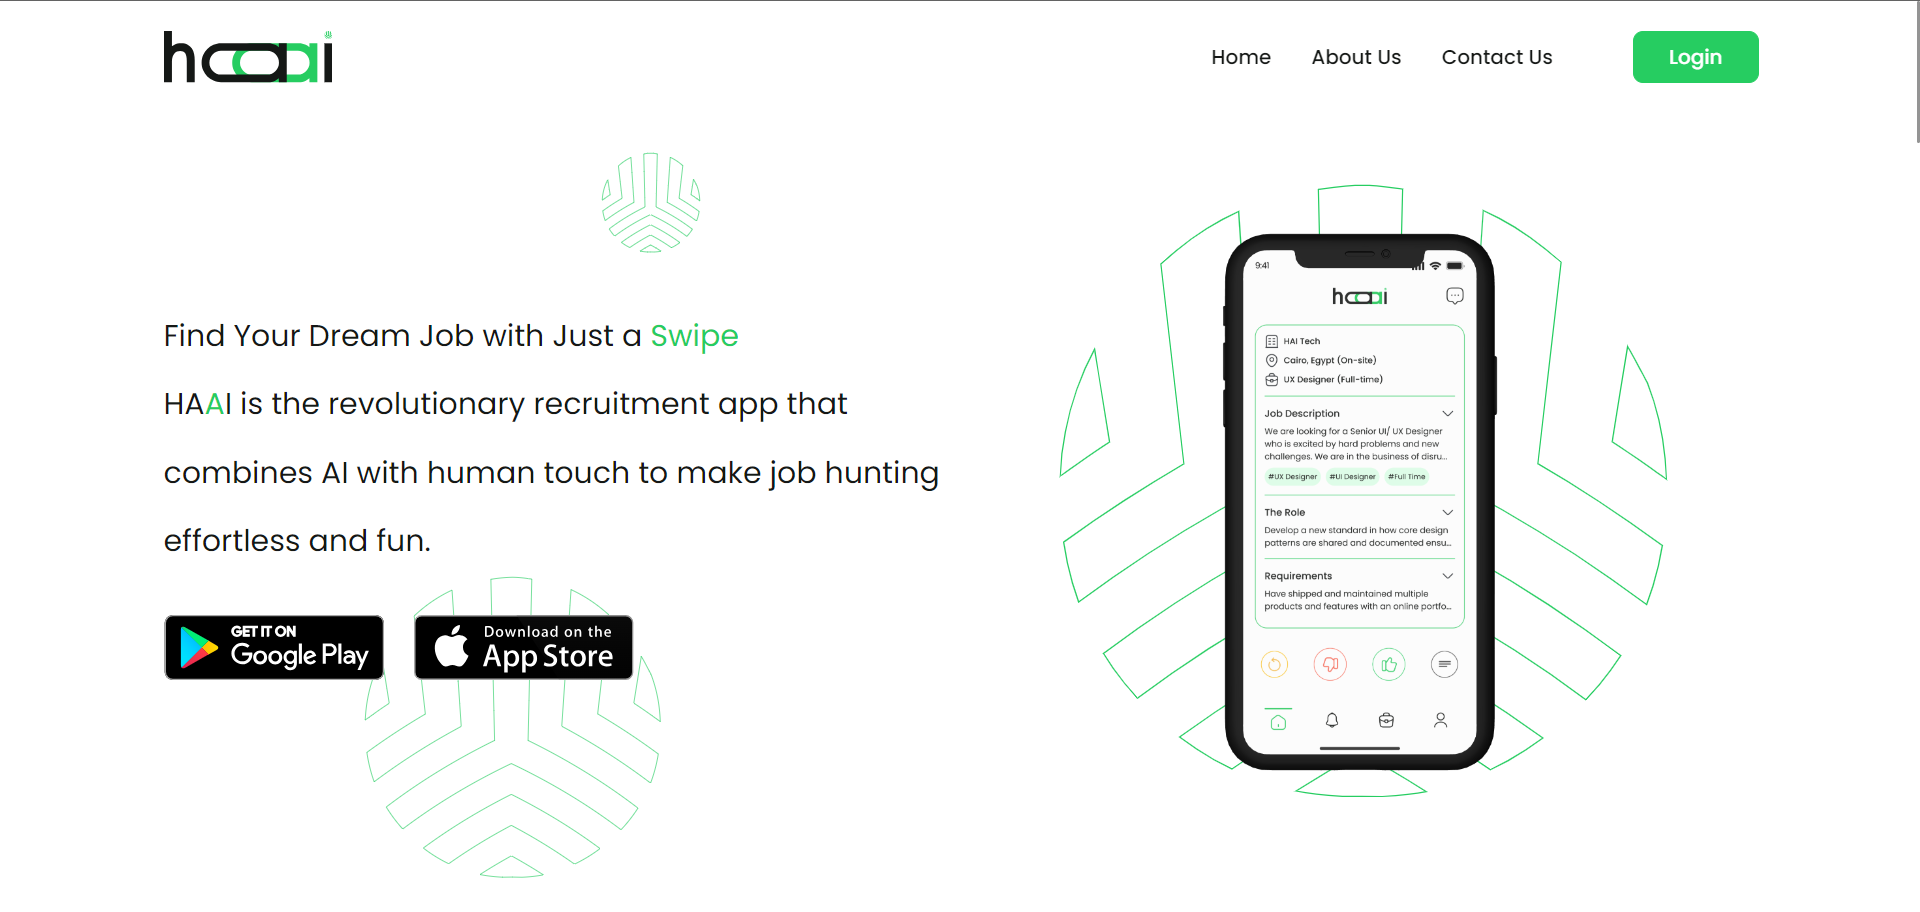 haai
Home
About Us
Contact Us
Login
Find Your Dream Job with Just a Swipe
HAAI is the revolutionary recruitment app that
combines AI with human touch to make job hunting
effortless and fun.
GET IT ON
Google Play
Download on the
App Store
9:41
haai
HAI Tech
Cairo, Egypt (On-site)
UX Designer (Full-time)
Job Description
We are looking for a Senior UI/ UX Designer
who is excited by hard problems and new
challenges. We are in the business of disru...
#UX Designer
#UI Designer
#Full Time
The Role
Develop a new standard in how core design
patterns are shared and documented ensu...
Requirements
Have shipped and maintained multiple
products and features with an online portfo...